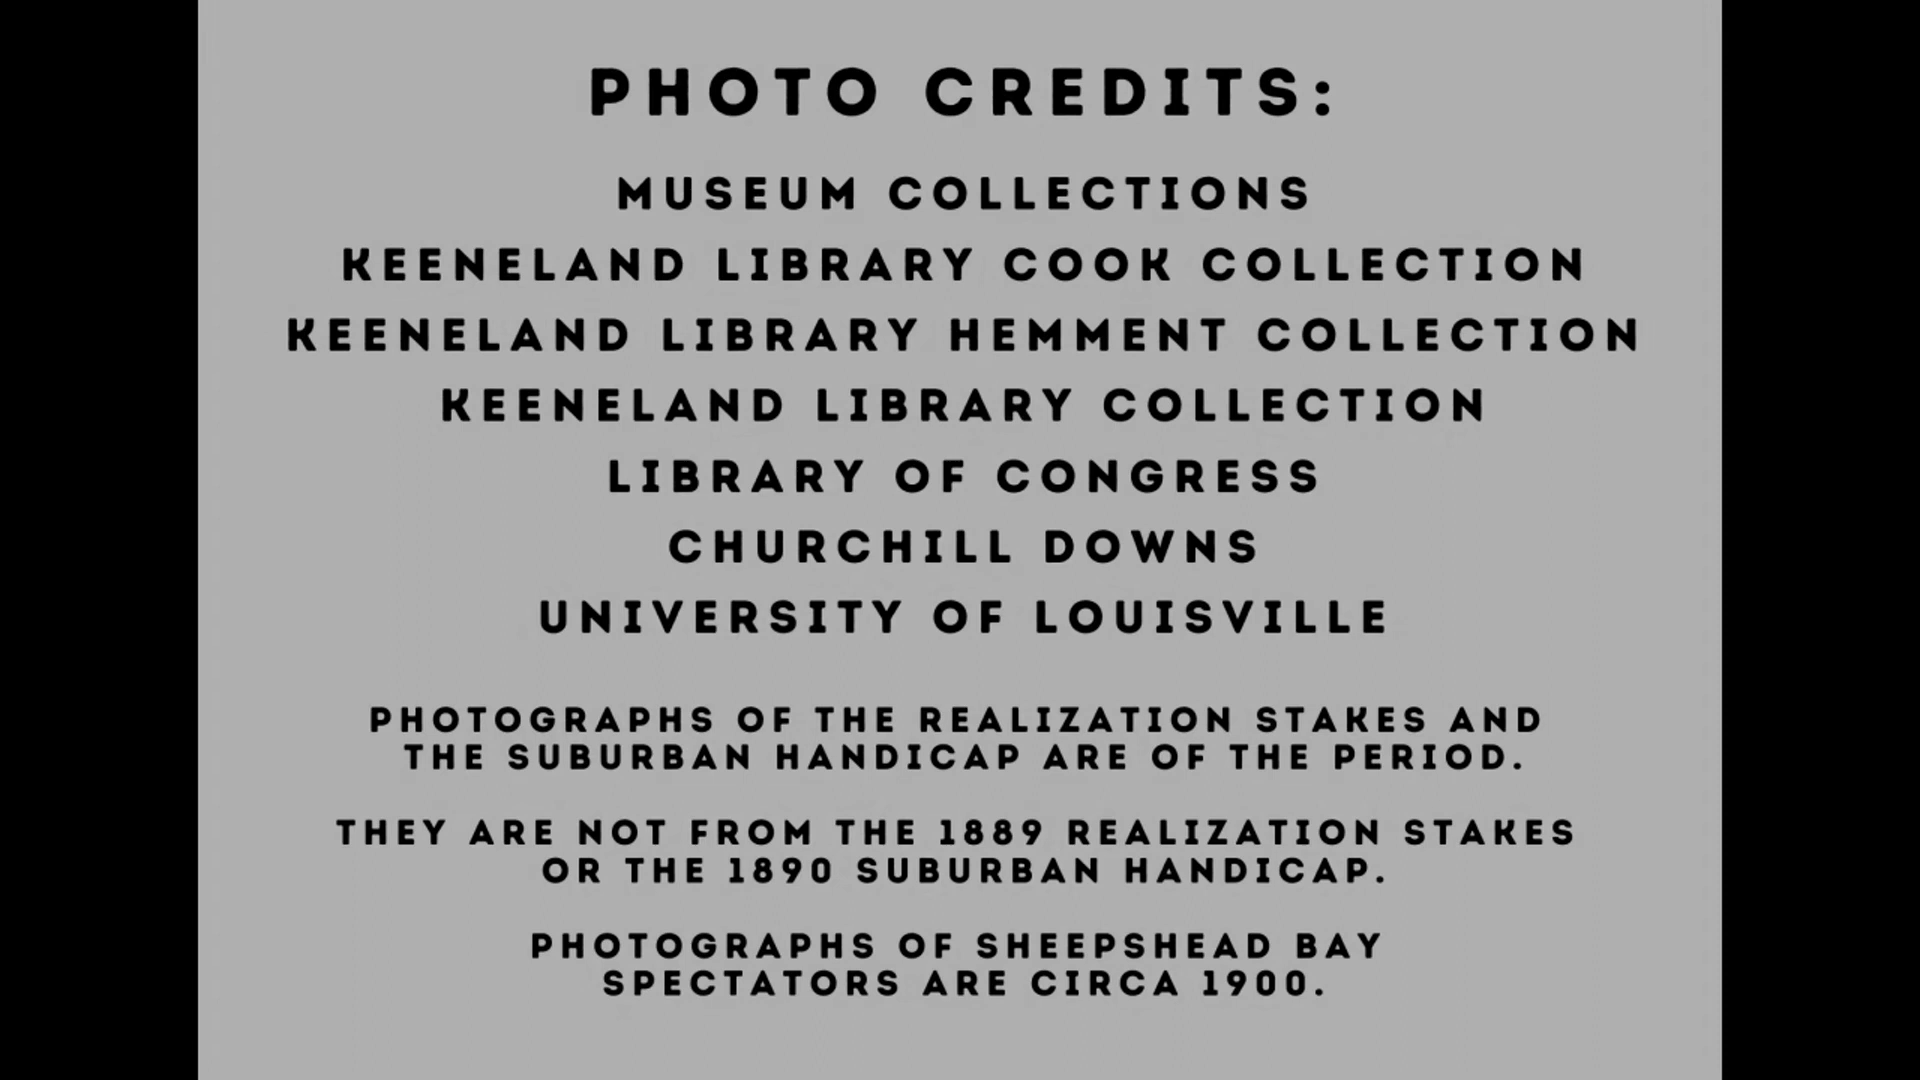 PHOTO CREDITS:
MUSEUM COLLECTIONS
KEENELAND LIBRARY COOK COLLECTION
KEENELAND LIBRARY HEMMENT COLLECTION
KEENELAND LIBRARY COLLECTION
LIBRARY OF CONGRESS
CHURCHILL DOWNS
UNIVERSITY OF LOUISVILLE
PHOTOGRAPHS OF THE REALIZATION STAKES AND
THE SUBURBAN HANDICAP ARE OF THE PERIOD.
THEY ARE NOT FROM THE 1889 REALIZATION STAKES
OR THE 1890 SUBURBAN HANDICAP.
PHOTOGRAPHS OF SHEEPSHEAD BAY
SPECTATORS ARE CIRCA 1900.